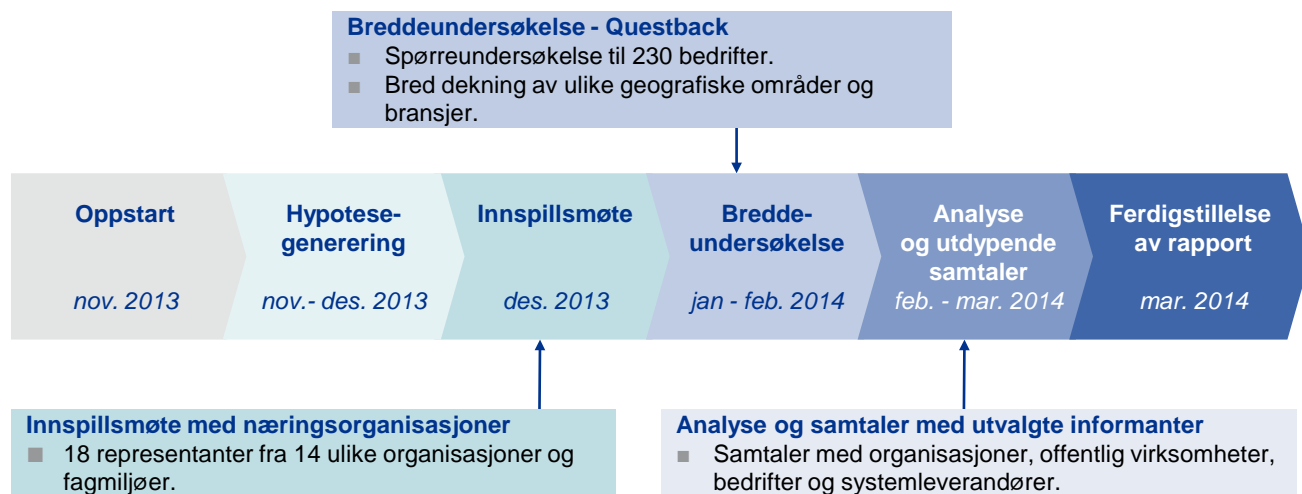 Breddeundersøkelse - Questback
■ Spørreundersøkelse til 230 bedrifter.
■ Bred dekning av ulike geografiske områder og
bransjer.
Oppstart
nov. 2013
Hypotese-
generering
nov.- des. 2013
Innspillsmøte
des. 2013
Bredde-
undersøkelse
jan - feb. 2014
Analyse
og utdypende
samtaler
feb. - mar. 2014
Ferdigstillelse
av rapport
mar. 2014
Innspillsmøte med næringsorganisasjoner
■ 18 representanter fra 14 ulike organisasjoner og
fagmiljøer.
Analyse og samtaler med utvalgte informanter
■ Samtaler med organisasjoner, offentlig virksomheter,
bedrifter og systemleverandører.